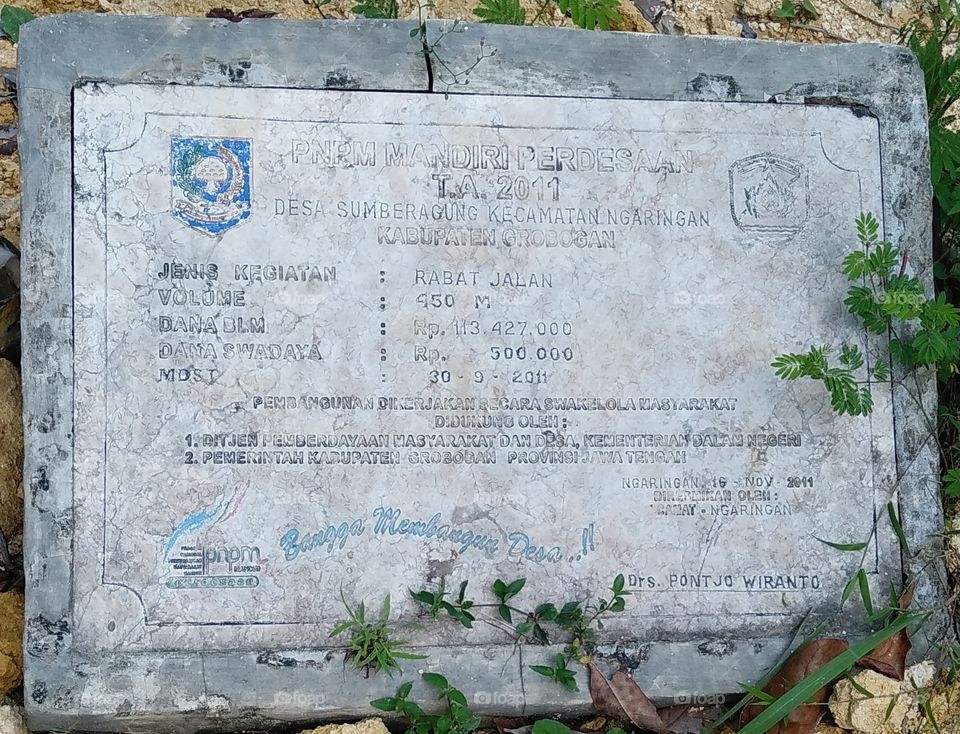 PNPM MANDIRI PERDESAAN
T.A. 2011
DESA SUMBERAGUNG KECAMATAN NGARINGAN
KABUPATEN GROBOGAN
JENIS KEGIATAN : RABAT JALAN
VOLUME : 450 M
DANA BLM : Rp. 113.427.000
DANA SWADAYA : Rp. 500.000
MDST : 30 - 9 - 2011
PEMBANGUNAN DIKERJAKAN SECARA SWAKELOLA MASYARAKAT
DIDUKUNG OLEH :
1. DITJEN PEMBERDAYAAN MASYARAKAT DAN DESA, KEMENTERIAN DALAM NEGERI
2. PEMERINTAH KABUPATEN GROBOGAN PROVINSI JAWA TENGAH
NGARINGAN, 16 - NOV - 2011
DIRESMIKAN OLEH :
CAMAT - NGARINGAN
pnpm
MANDIRI
Perdesaan
Bangga Membangun Desa ..!!
Drs. PONTJO WIRANTO